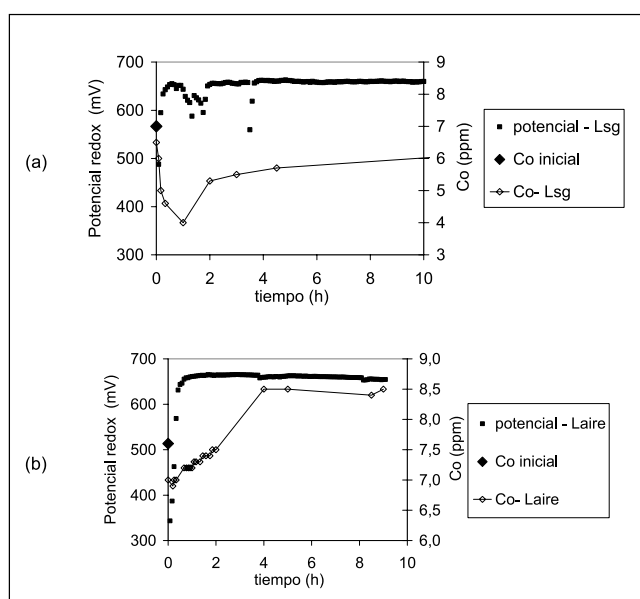 (a)
Potencial redox (mV)
700
600
500
400
300
9
8
7
6
5
4
3
Co (ppm)
0 2 4 6 8 10
tiempo (h)
potencial - Lsg
Co inicial
Co- Lsg
(b)
Potencial redox (mV)
700
600
500
400
300
9,0
8,5
8,0
7,5
7,0
6,5
6,0
Co (ppm)
0 2 4 6 8 10
tiempo (h)
potencial - Laire
Co inicial
Co- Laire